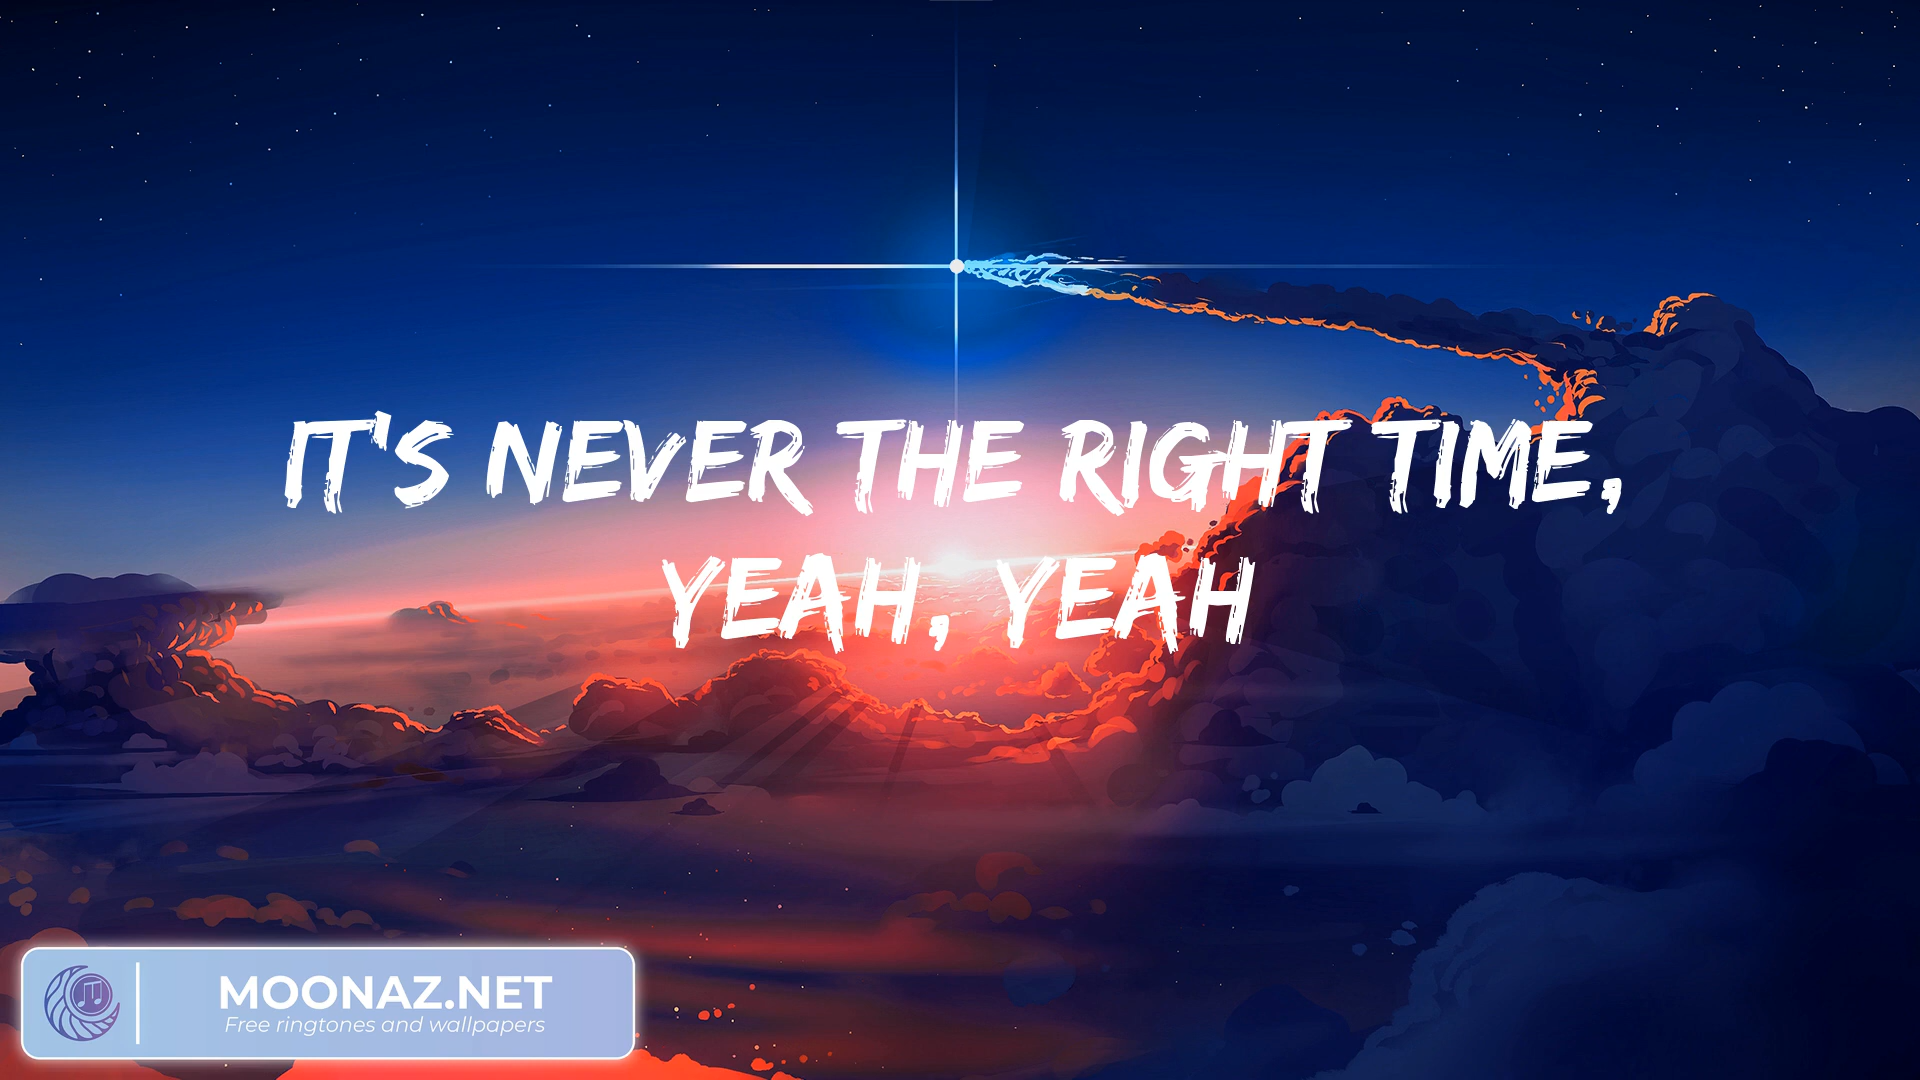 IT'S NEVER THE RIGHT TIME,
YEAH, YEAH
MOONAZ.NET
Free ringtones and wallpapers